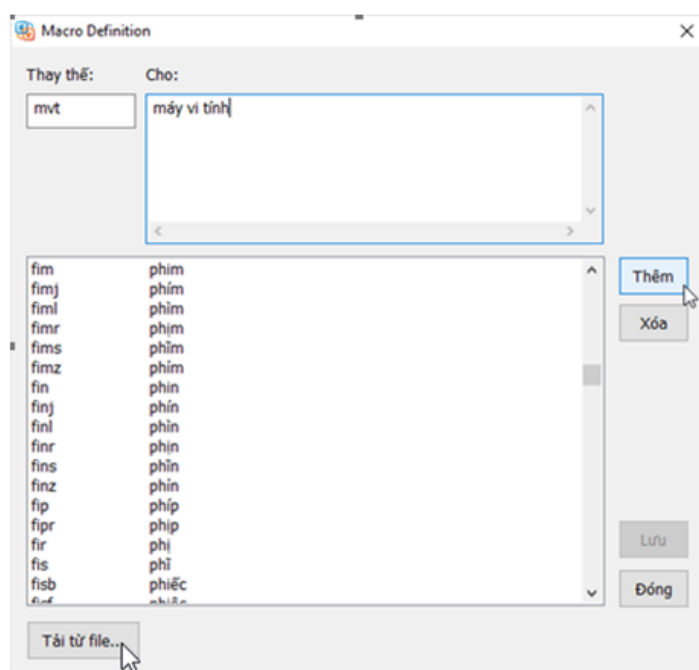 Macro Definition
Thay thế: Cho:
mvt máy vi tính
fim phim
fimj phím
fiml phìm
fimr phịm
fims phĩm
fimz phỉm
fin phin
finj phín
finl phìn
finr phịn
fins phĩn
finz phỉn
fip phíp
fipr phịp
fir phị
fis phĩ
fisb phiếc
Thêm
Xóa
Lưu
Đóng
Tải từ file...